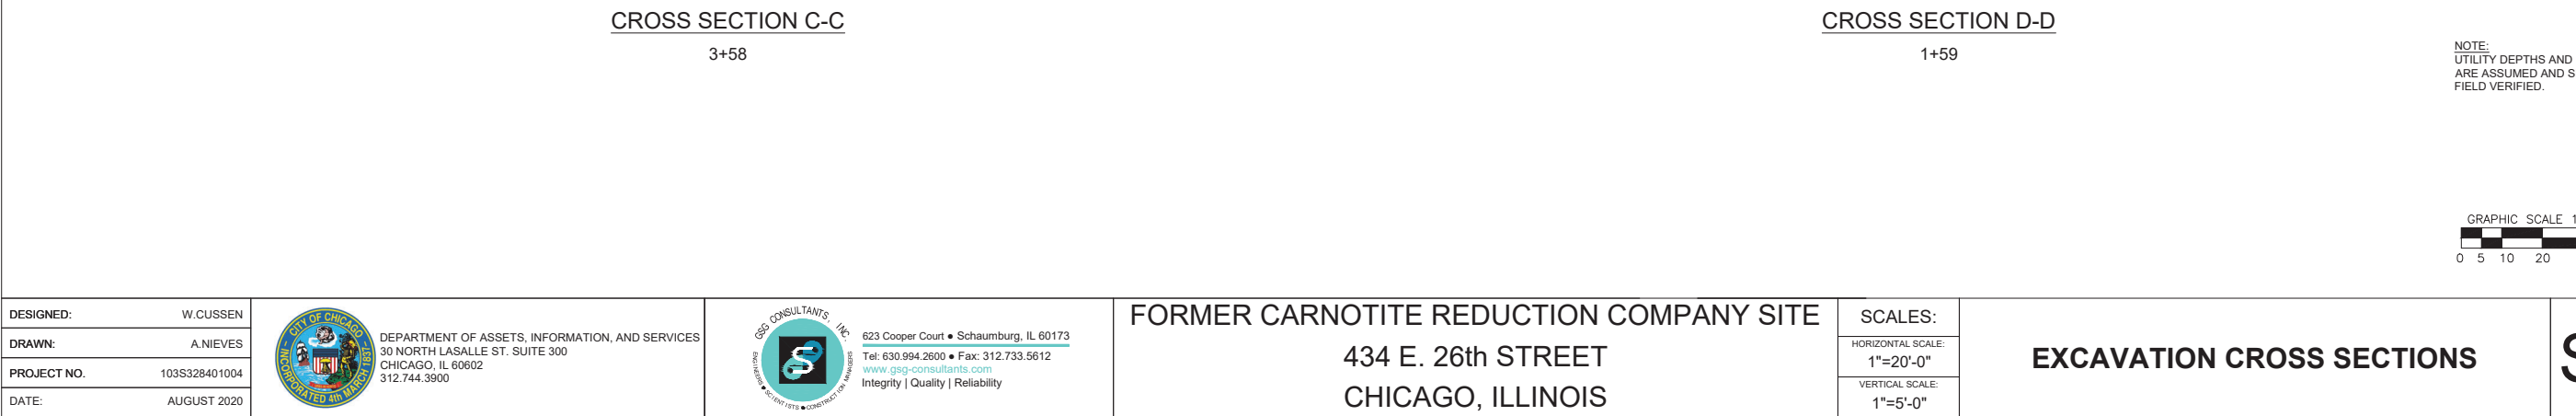 CROSS SECTION C-C
3+58
CROSS SECTION D-D
1+59
NOTE:
UTILITY DEPTHS AND
ARE ASSUMED AND S
FIELD VERIFIED.
GRAPHIC SCALE 1
0 5 10 20
DESIGNED: W.CUSSEN
DRAWN: A.NIEVES
PROJECT NO. 103S328401004
DATE: AUGUST 2020
CITY OF CHICAGO
INCORPORATED 4th MARCH 1837
DEPARTMENT OF ASSETS, INFORMATION, AND SERVICES
30 NORTH LASALLE ST. SUITE 300
CHICAGO, IL 60602
312.744.3900
GSG CONSULTANTS, INC.
ENGINEERS ● SCIENTISTS ● CONSTRUCTION MANAGERS
623 Cooper Court ● Schaumburg, IL 60173
Tel: 630.994.2600 ● Fax: 312.733.5612
www.gsg-consultants.com
Integrity | Quality | Reliability
FORMER CARNOTITE REDUCTION COMPANY SITE
434 E. 26th STREET
CHICAGO, ILLINOIS
SCALES:
HORIZONTAL SCALE:
1"=20'-0"
VERTICAL SCALE:
1"=5'-0"
EXCAVATION CROSS SECTIONS